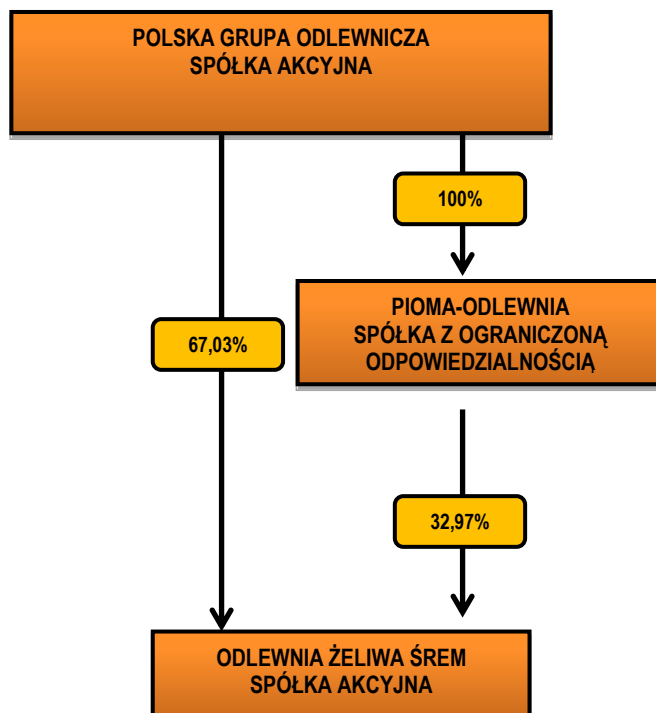 POLSKA GRUPA ODLEWNICZA
SPÓŁKA AKCYJNA
100%
PIOMA-ODLEWNIA
SPÓŁKA Z OGRANICZONĄ
ODPOWIEDZIALNOŚCIĄ
67,03%
32,97%
ODLEWNIA ŻELIWA ŚREM
SPÓŁKA AKCYJNA